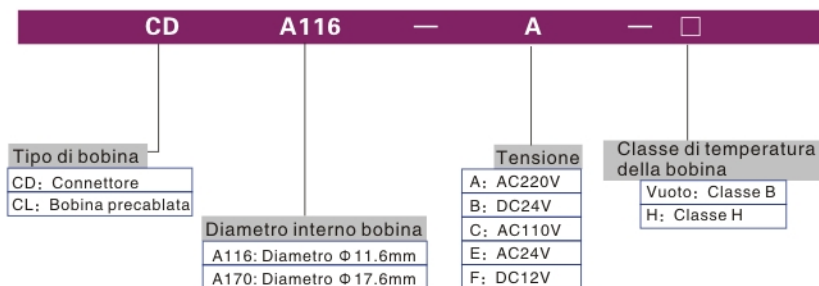 CD A116 — A — □
Tipo di bobina
CD: Connettore
CL: Bobina precablata
Diametro interno bobina
A116: Diametro Φ11.6mm
A170: Diametro Φ17.6mm
Tensione
A: AC220V
B: DC24V
C: AC110V
E: AC24V
F: DC12V
Classe di temperatura
della bobina
Vuoto: Classe B
H: Classe H